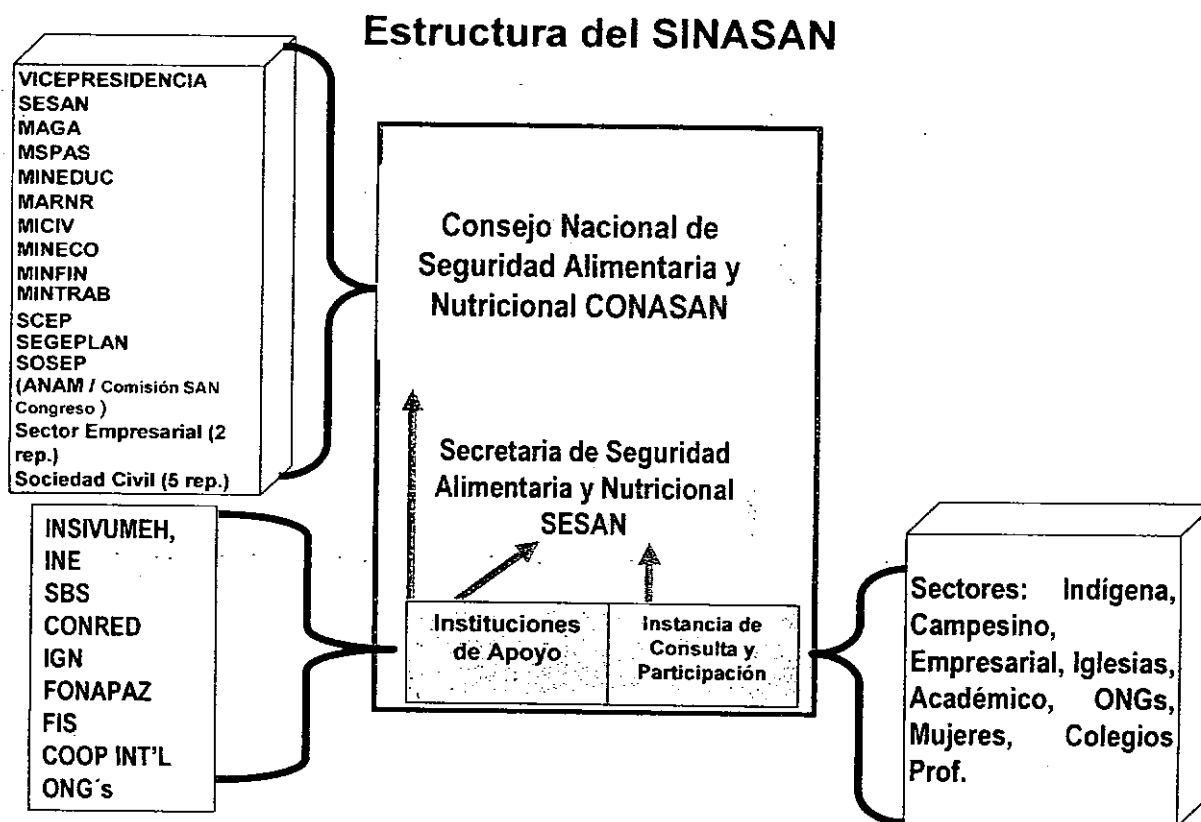 Estructura del SINASAN
VICEPRESIDENCIA
SESAN
MAGA
MSPAS
MINEDUC
MARNR
MICIV
MINECO
MINFIN
MINTRAB
SCEP
SEGEPLAN
SOSEP
(ANAM / Comisión SAN
Congreso )
Sector Empresarial (2
rep.)
Sociedad Civil (5 rep.)
Consejo Nacional de
Seguridad Alimentaria y
Nutricional CONASAN
Secretaria de Seguridad
Alimentaria y Nutricional
SESAN
INSIVUMEH,
INE
SBS
CONRED
IGN
FONAPAZ
FIS
COOP INT'L
ONG´s
Instituciones
de Apoyo
Instancia de
Consulta y
Participación
Sectores: Indígena,
Campesino,
Empresarial, Iglesias,
Académico, ONGs,
Mujeres, Colegios
Prof.